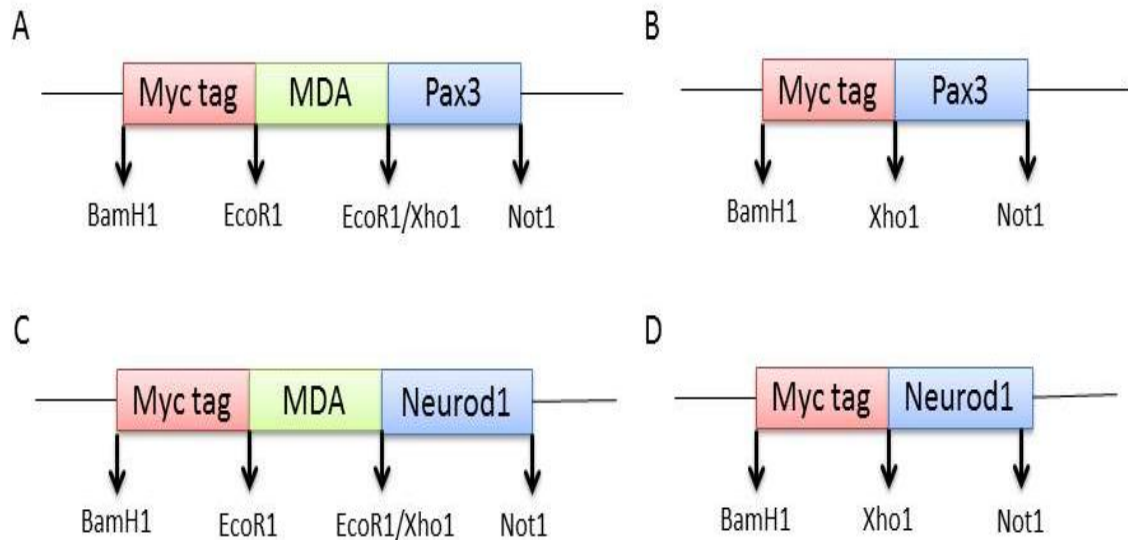 A
Myc tag MDA Pax3
BamH1 EcoR1 EcoR1/Xho1 Not1
B
Myc tag Pax3
BamH1 Xho1 Not1
C
Myc tag MDA Neurod1
BamH1 EcoR1 EcoR1/Xho1 Not1
D
Myc tag Neurod1
BamH1 Xho1 Not1